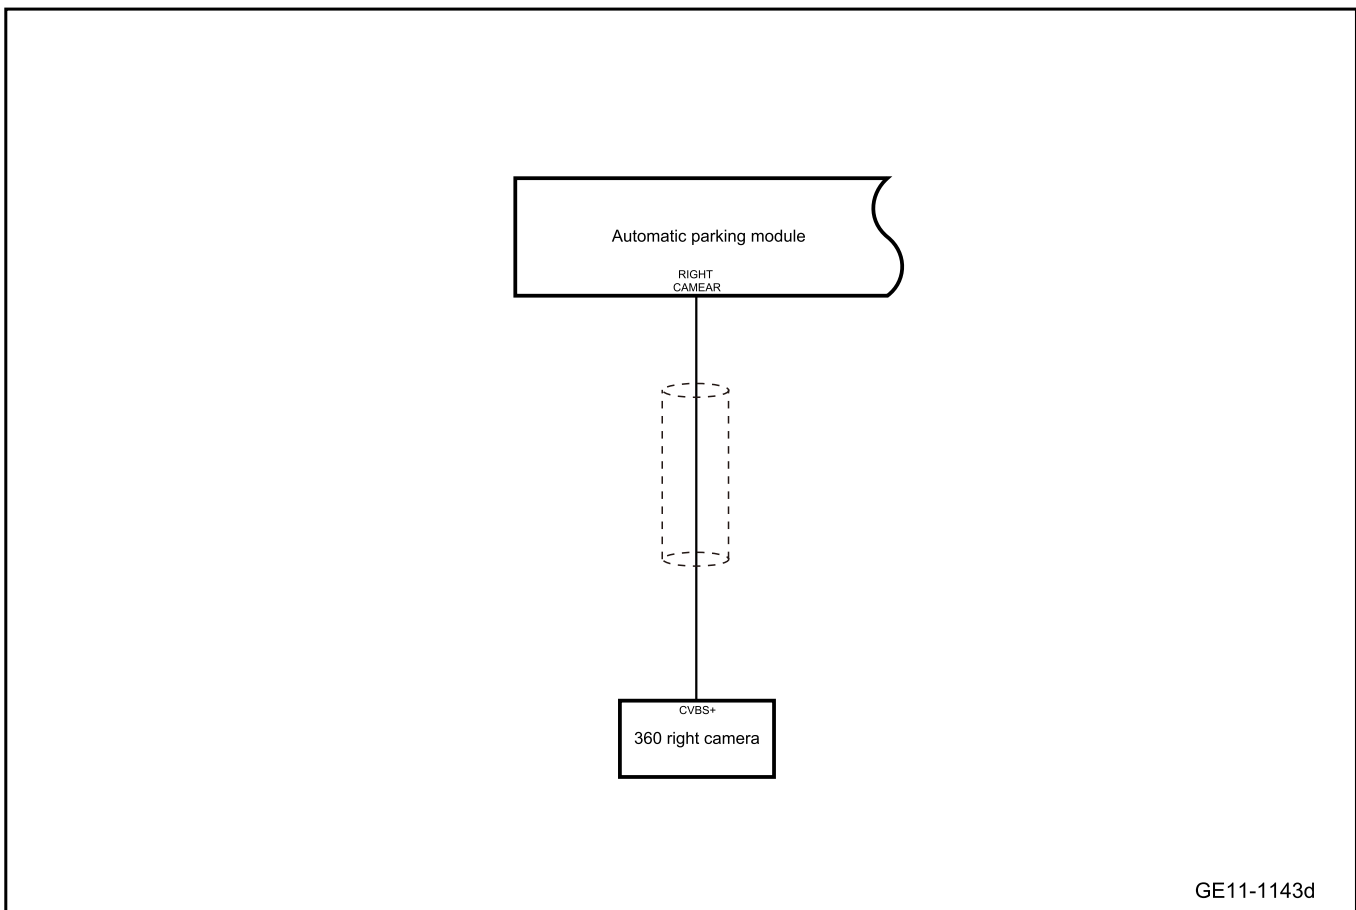 Automatic parking module
RIGHT
CAMEAR
CVBS+
360 right camera
GE11-1143d